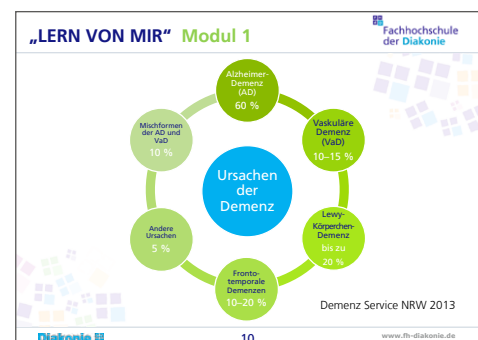 „LERN VON MIR“ Modul 1
Fachhochschule
der Diakonie
Alzheimer-
Demenz
(AD)
60 %
Vaskuläre
Demenz
(VaD)
10–15 %
Lewy-
Körperchen-
Demenz
bis zu
20 %
Fronto-
temporale
Demenzen
10–20 %
Andere
Ursachen
5 %
Mischformen
der AD und
VaD
10 %
Ursachen
der
Demenz
Demenz Service NRW 2013
Diakonie
10
www.fh-diakonie.de